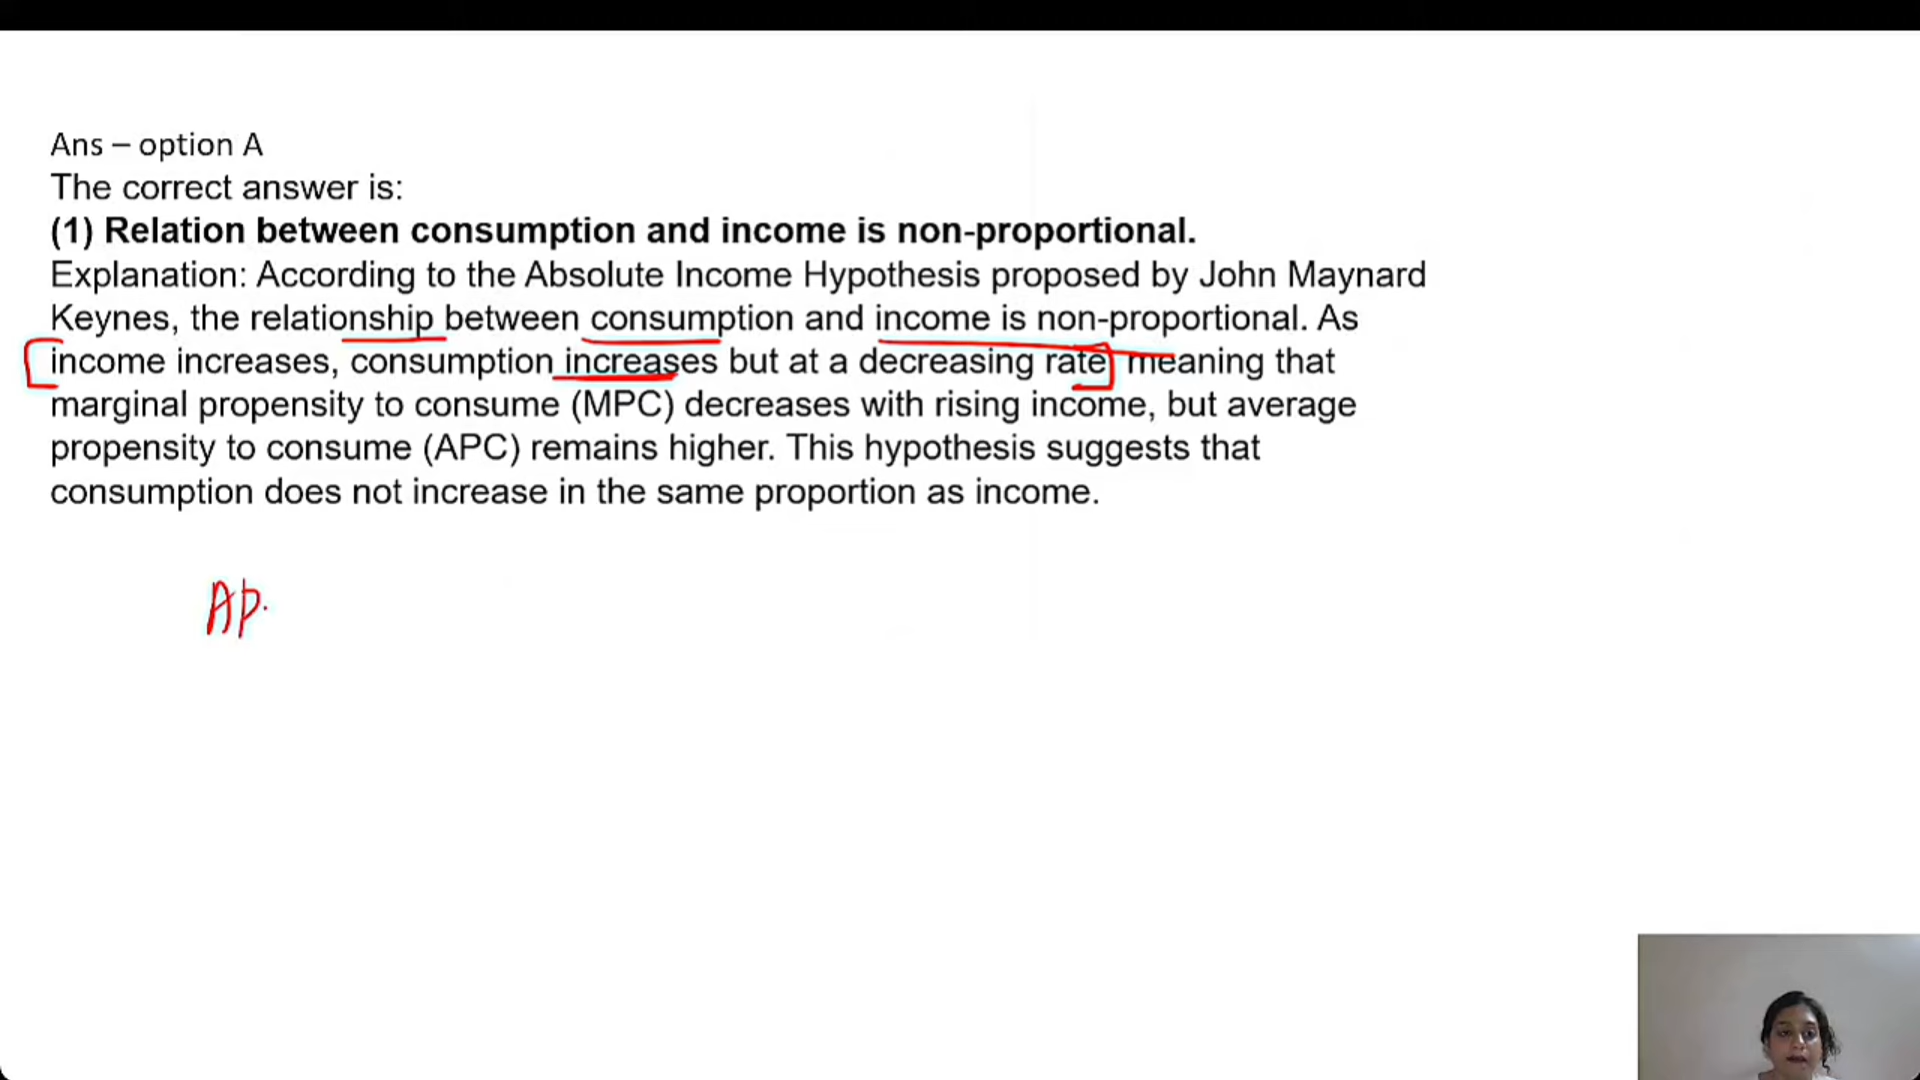 Ans – option A
The correct answer is:
(1) Relation between consumption and income is non-proportional.
Explanation: According to the Absolute Income Hypothesis proposed by John Maynard
Keynes, the relationship between consumption and income is non-proportional. As
income increases, consumption increases but at a decreasing rate meaning that
marginal propensity to consume (MPC) decreases with rising income, but average
propensity to consume (APC) remains higher. This hypothesis suggests that
consumption does not increase in the same proportion as income.
AP.